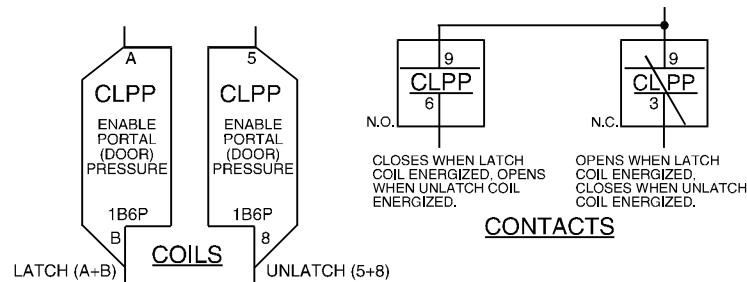 A
CLPP
ENABLE
PORTAL
(DOOR)
PRESSURE
1B6P
B
LATCH (A+B)
5
CLPP
ENABLE
PORTAL
(DOOR)
PRESSURE
1B6P
8
UNLATCH (5+8)
COILS
9
CLPP
6
N.O.
CLOSES WHEN LATCH
COIL ENERGIZED, OPENS
WHEN UNLATCH COIL
ENERGIZED.
9
CLPP
3
N.C.
OPENS WHEN LATCH
COIL ENERGIZED,
CLOSES WHEN UNLATCH
COIL ENERGIZED.
CONTACTS